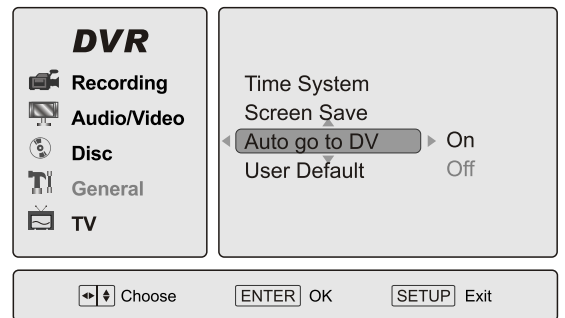 DVR
Recording
Audio/Video
Disc
General
TV
Time System
Screen Save
Auto go to DV On
User Default Off
Choose ENTER OK SETUP Exit